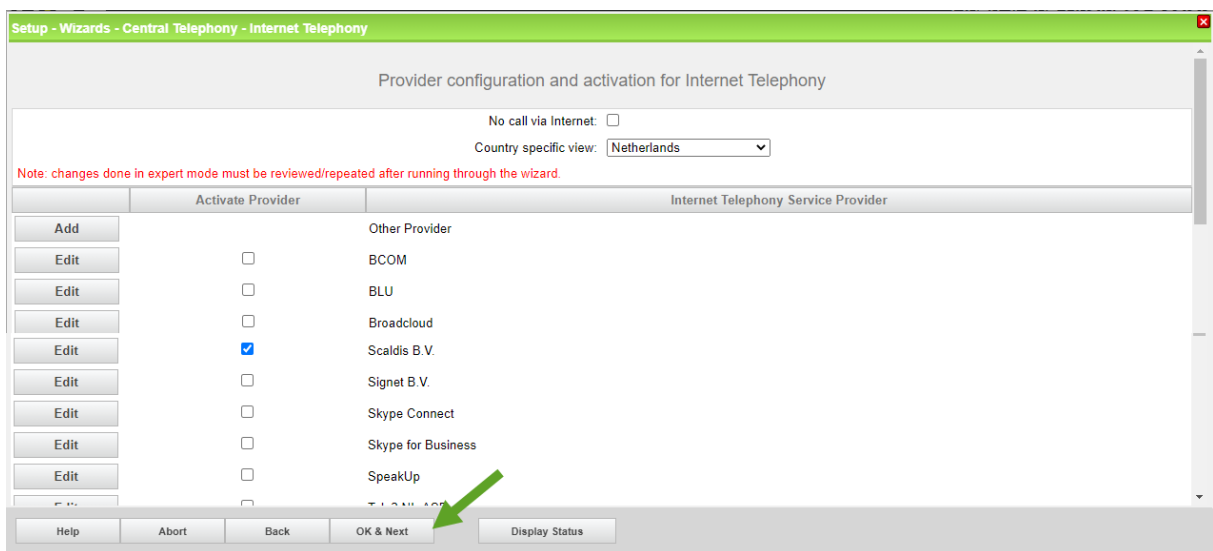 Setup - Wizards - Central Telephony - Internet Telephony
Provider configuration and activation for Internet Telephony
No call via Internet:
Country specific view: Netherlands
Note: changes done in expert mode must be reviewed/repeated after running through the wizard.
Activate Provider Internet Telephony Service Provider
Add Other Provider
Edit BCOM
Edit BLU
Edit Broadcloud
Edit Scaldis B.V.
Edit Signet B.V.
Edit Skype Connect
Edit Skype for Business
Edit SpeakUp
Help Abort Back OK & Next Display Status